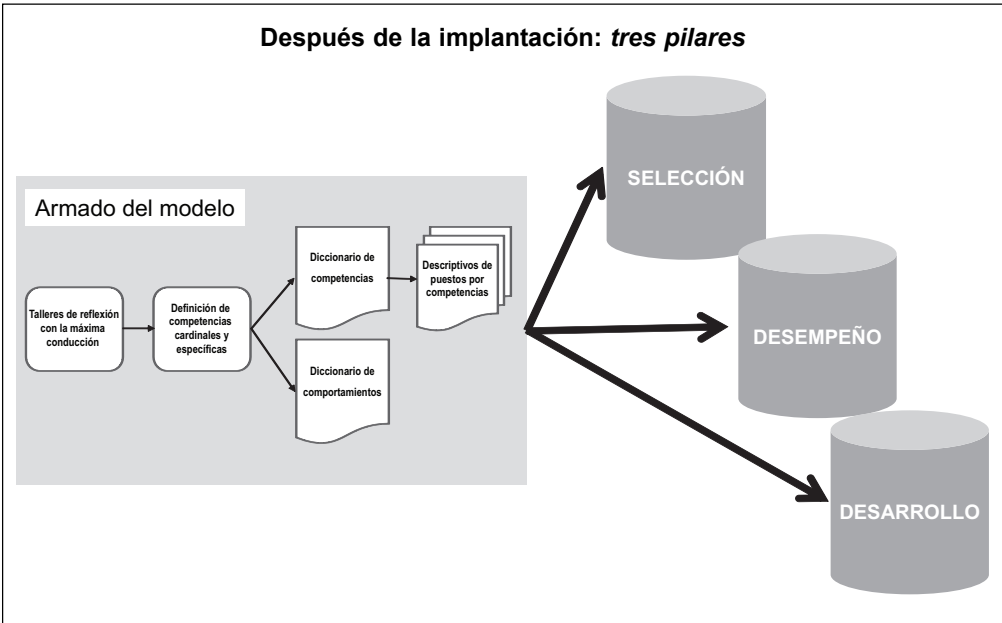 Después de la implantación: tres pilares
Armado del modelo
Talleres de reflexión
con la máxima
conducción
Definición de
competencias
cardinales y
específicas
Diccionario de
competencias
Descriptivos de
puestos por
competencias
Diccionario de
comportamientos
SELECCIÓN
DESEMPEÑO
DESARROLLO